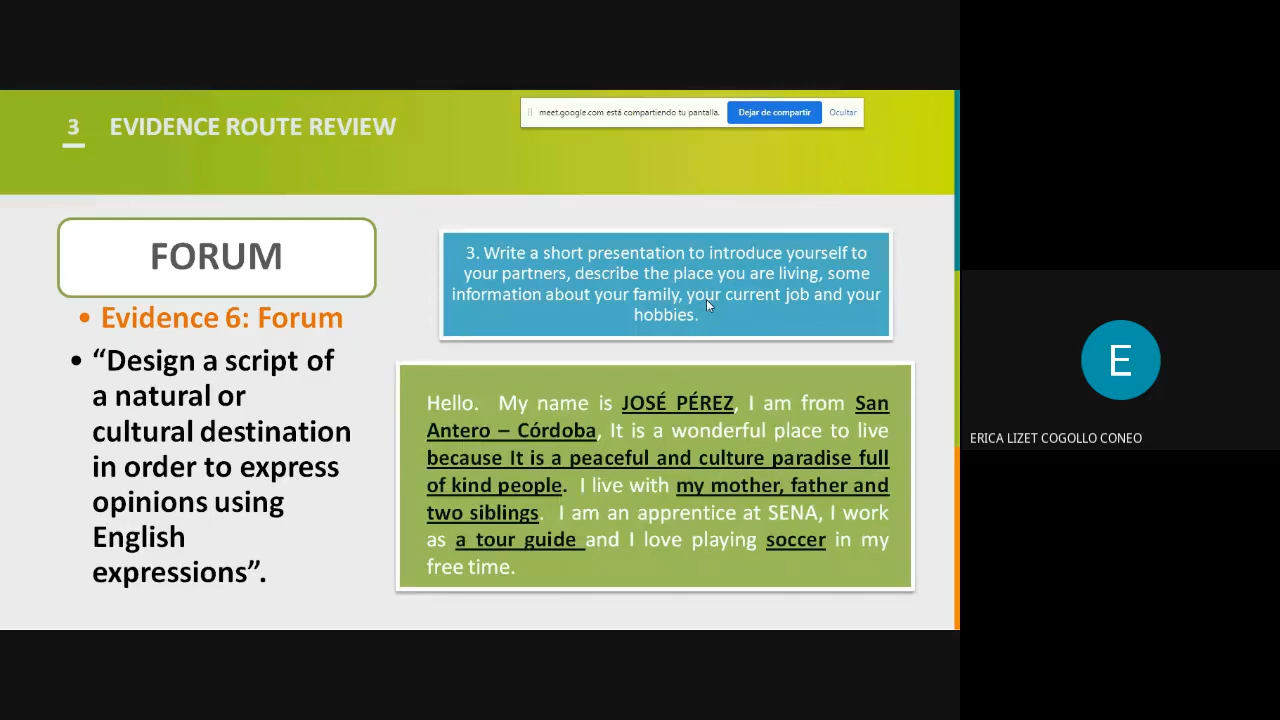 3 EVIDENCE ROUTE REVIEW
meet.google.com está compartiendo tu pantalla. Dejar de compartir Ocultar
FORUM
• Evidence 6: Forum
• “Design a script of
a natural or
cultural destination
in order to express
opinions using
English
expressions”.
3. Write a short presentation to introduce yourself to
your partners, describe the place you are living, some
information about your family, your current job and your
hobbies.
Hello. My name is JOSÉ PÉREZ, I am from San
Antero – Córdoba, It is a wonderful place to live
because It is a peaceful and culture paradise full
of kind people. I live with my mother, father and
two siblings. I am an apprentice at SENA, I work
as a tour guide and I love playing soccer in my
free time.
E
ERICA LIZET COGOLLO CONEO